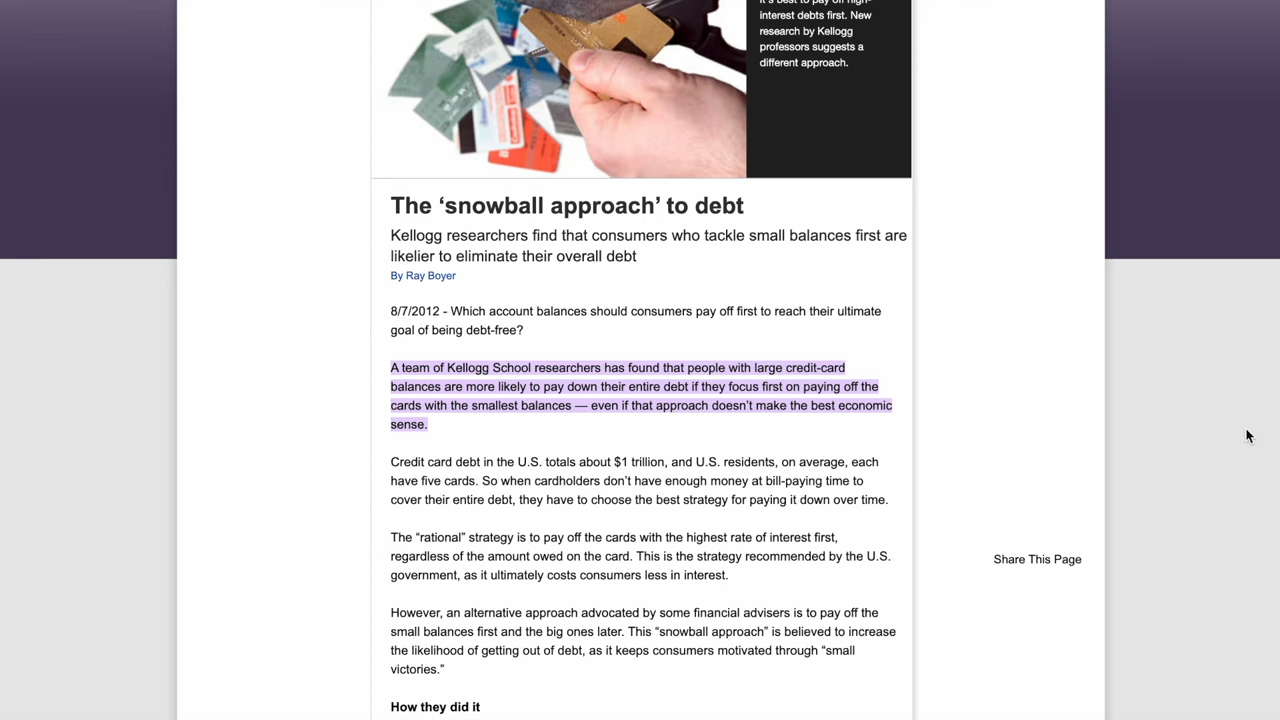 It's best to pay off high-
interest debts first. New
research by Kellogg
professors suggests a
different approach.
The ‘snowball approach’ to debt
Kellogg researchers find that consumers who tackle small balances first are
likelier to eliminate their overall debt
By Ray Boyer
8/7/2012 - Which account balances should consumers pay off first to reach their ultimate
goal of being debt-free?
A team of Kellogg School researchers has found that people with large credit-card
balances are more likely to pay down their entire debt if they focus first on paying off the
cards with the smallest balances — even if that approach doesn’t make the best economic
sense.
Credit card debt in the U.S. totals about $1 trillion, and U.S. residents, on average, each
have five cards. So when cardholders don’t have enough money at bill-paying time to
cover their entire debt, they have to choose the best strategy for paying it down over time.
The “rational” strategy is to pay off the cards with the highest rate of interest first,
regardless of the amount owed on the card. This is the strategy recommended by the U.S.
government, as it ultimately costs consumers less in interest.
Share This Page
However, an alternative approach advocated by some financial advisers is to pay off the
small balances first and the big ones later. This “snowball approach” is believed to increase
the likelihood of getting out of debt, as it keeps consumers motivated through “small
victories.”
How they did it